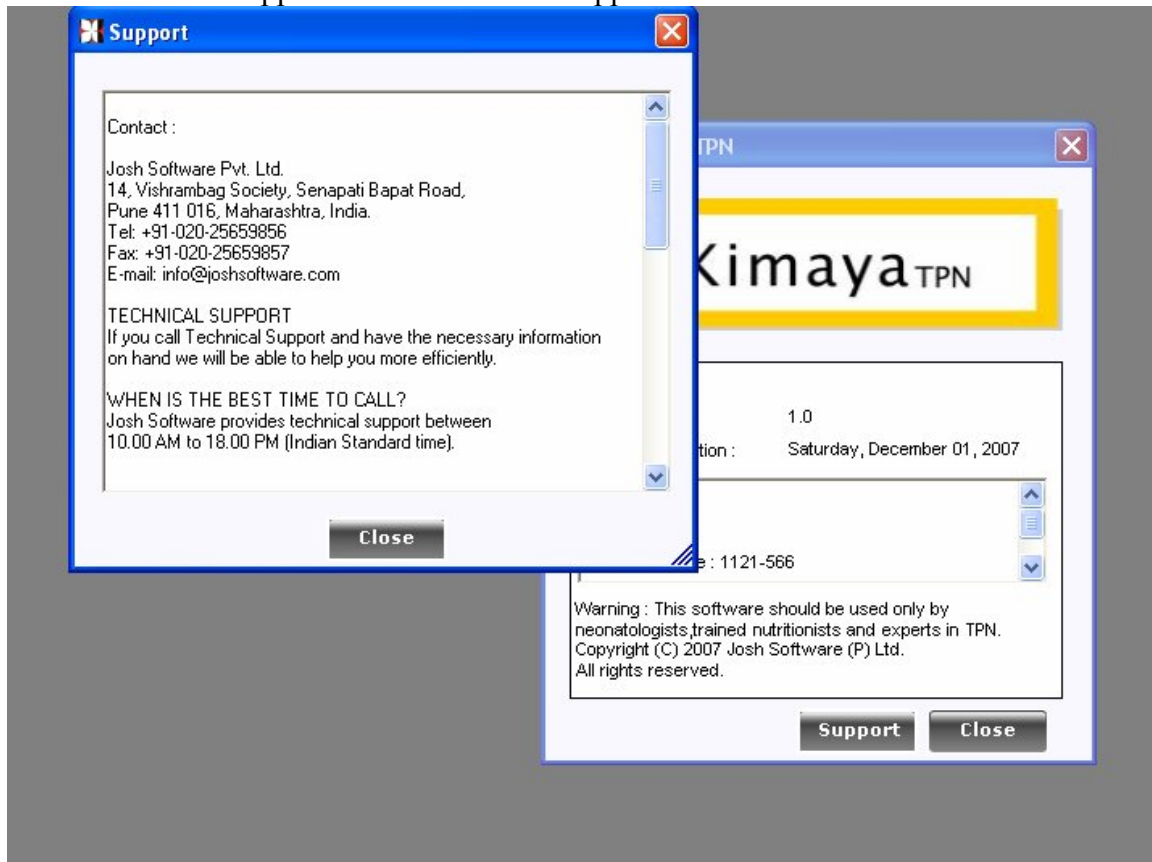 Support
Contact :
Josh Software Pvt. Ltd.
14, Vishrambag Society, Senapati Bapat Road,
Pune 411 016, Maharashtra, India.
Tel: +91-020-25659856
Fax: +91-020-25659857
E-mail: info@joshsoftware.com
TECHNICAL SUPPORT
If you call Technical Support and have the necessary information
on hand we will be able to help you more efficiently.
WHEN IS THE BEST TIME TO CALL?
Josh Software provides technical support between
10.00 AM to 18.00 PM (Indian Standard time).
Close
TPN
Kimaya TPN
1.0
tion : Saturday, December 01, 2007
e : 1121-566
Warning : This software should be used only by
neonatologists,trained nutritionists and experts in TPN.
Copyright (C) 2007 Josh Software (P) Ltd.
All rights reserved.
Support Close